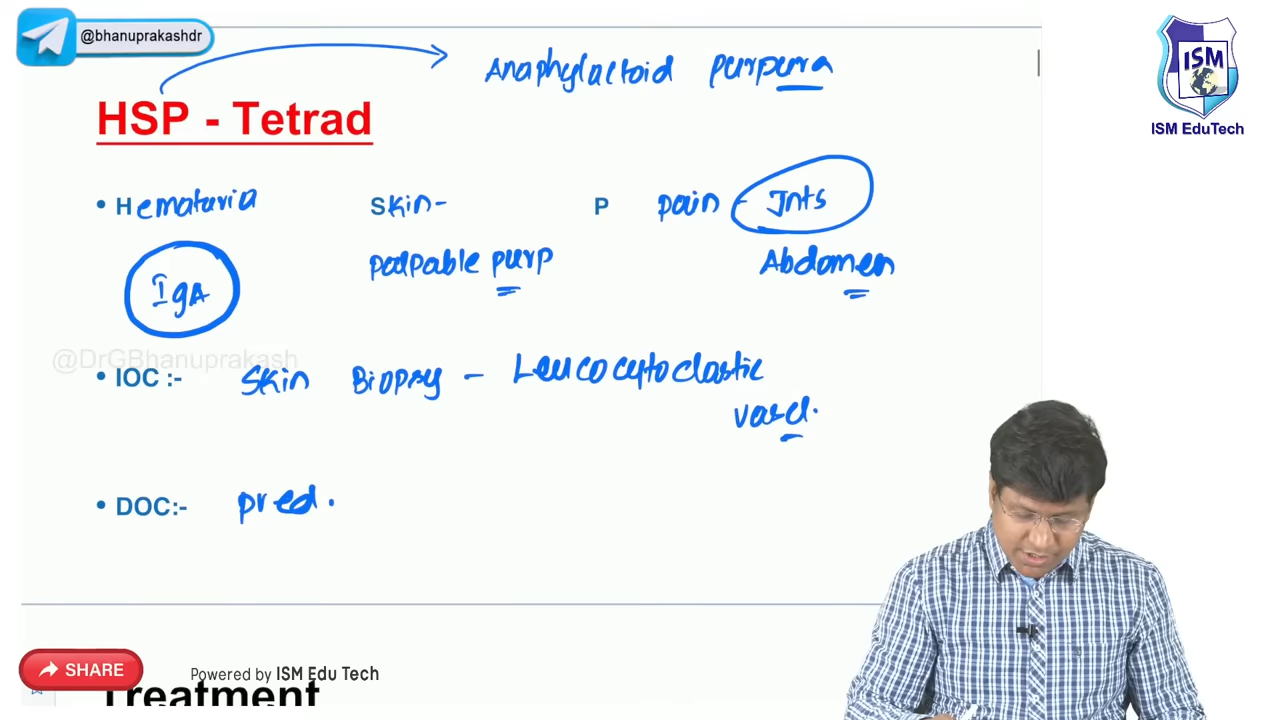 @bhanuprakashdr
Anaphylactoid purpura
ISM
ISM EduTech
HSP - Tetrad
• Hematuria Skin- P pain - Jnts
palpable purp Abdomen
IgA
@DrGBhanuprakash
• IOC :- Skin Biopsy - Leucocytoclastic
vascl.
• DOC:- pred.
SHARE
Powered by ISM Edu Tech
Treatment